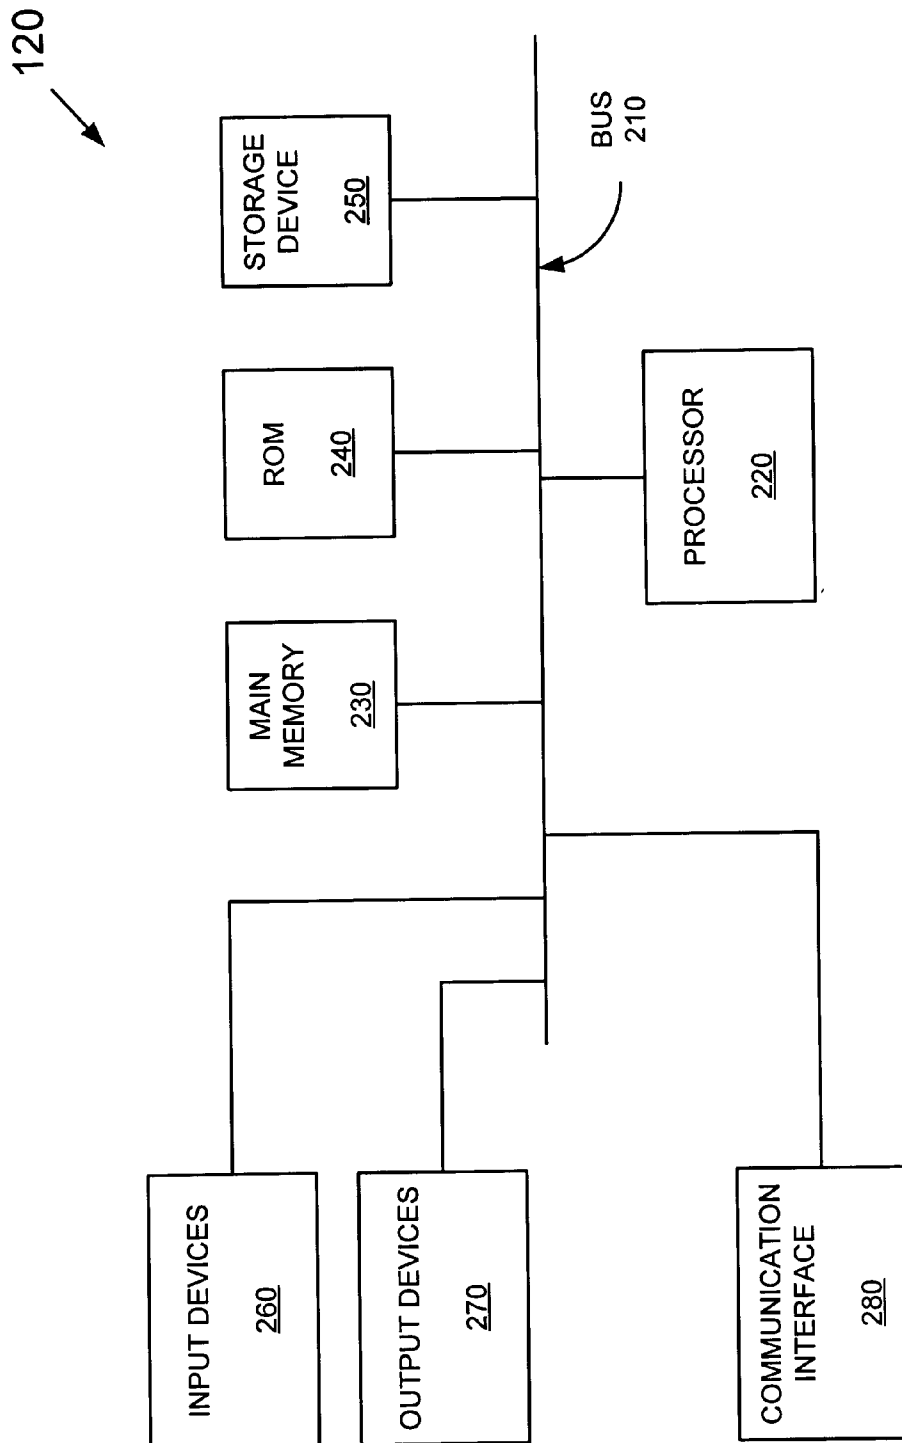 120
INPUT DEVICES
260
OUTPUT DEVICES
270
COMMUNICATION
INTERFACE
280
MAIN
MEMORY
230
ROM
240
STORAGE
DEVICE
250
PROCESSOR
220
BUS
210